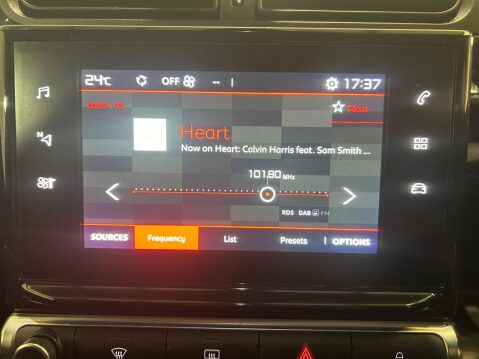 24°C OFF -- 17:37
Menu
Heart
Now on Heart: Calvin Harris feat. Sam Smith ...
101.80 MHz
RDS DAB FM
SOURCES Frequency List Presets OPTIONS
N